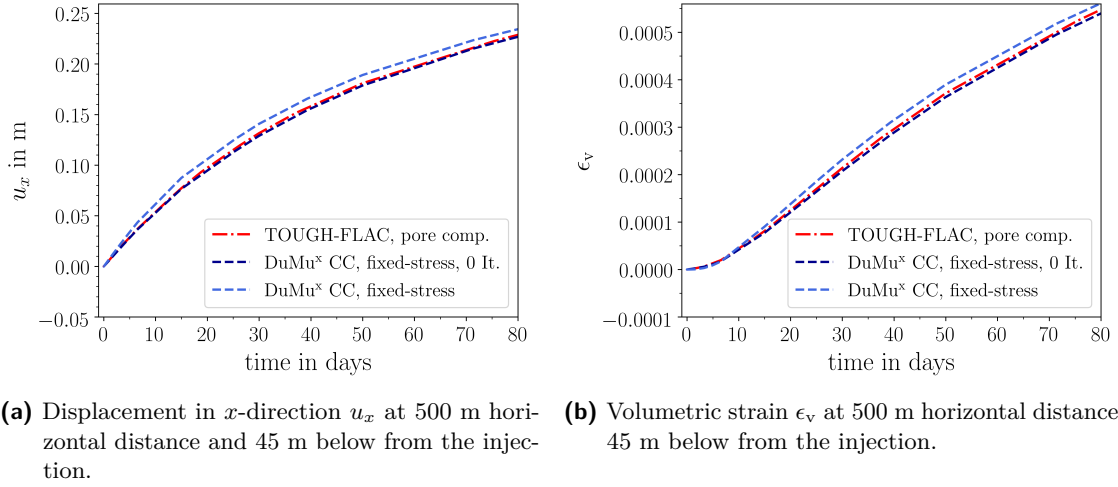 0.25
0.20
0.15
0.10
0.05
0.00
−0.05
u_x in m
0 10 20 30 40 50 60 70 80
time in days
TOUGH-FLAC, pore comp.
DuMuˣ CC, fixed-stress, 0 It.
DuMuˣ CC, fixed-stress
0.0005
0.0004
0.0003
0.0002
0.0001
0.0000
−0.0001
ϵ_v
0 10 20 30 40 50 60 70 80
time in days
TOUGH-FLAC, pore comp.
DuMuˣ CC, fixed-stress, 0 It.
DuMuˣ CC, fixed-stress
(a) Displacement in x-direction u_x at 500 m hori-
zontal distance and 45 m below from the injec-
tion.
(b) Volumetric strain ϵ_v at 500 m horizontal distance
45 m below from the injection.